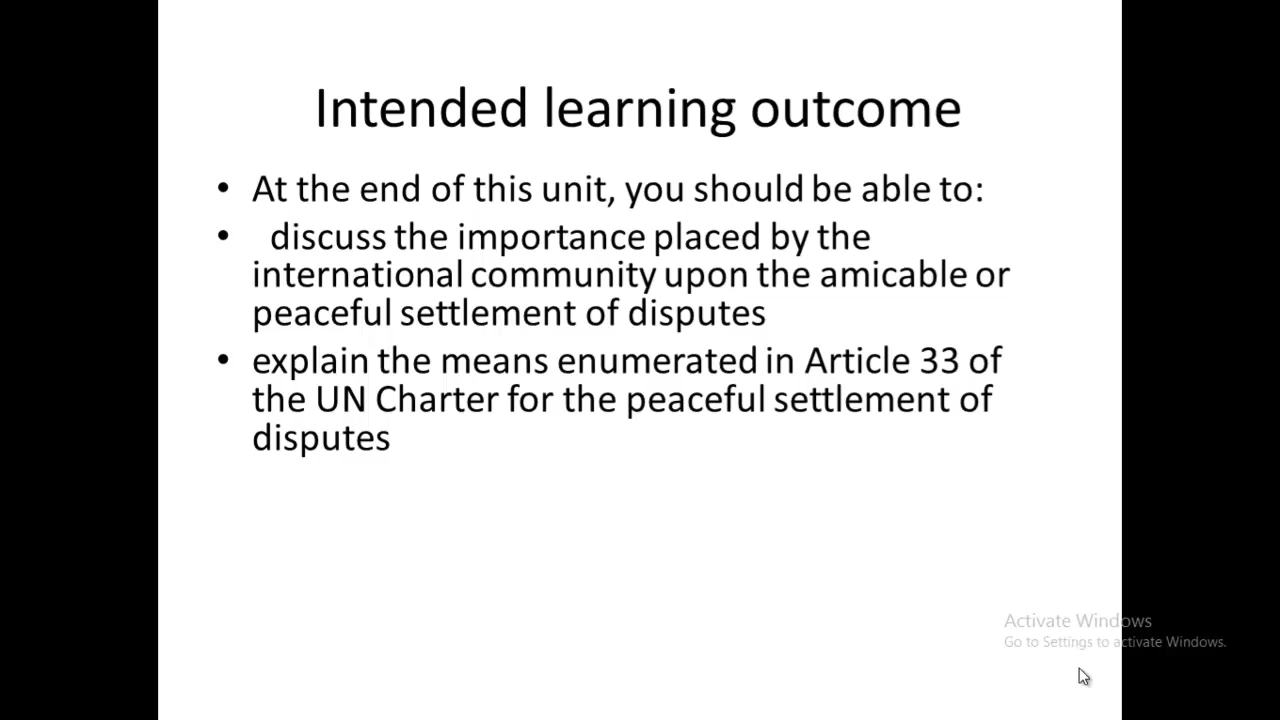 Intended learning outcome
• At the end of this unit, you should be able to:
• discuss the importance placed by the
international community upon the amicable or
peaceful settlement of disputes
• explain the means enumerated in Article 33 of
the UN Charter for the peaceful settlement of
disputes
Activate Windows
Go to Settings to activate Windows.